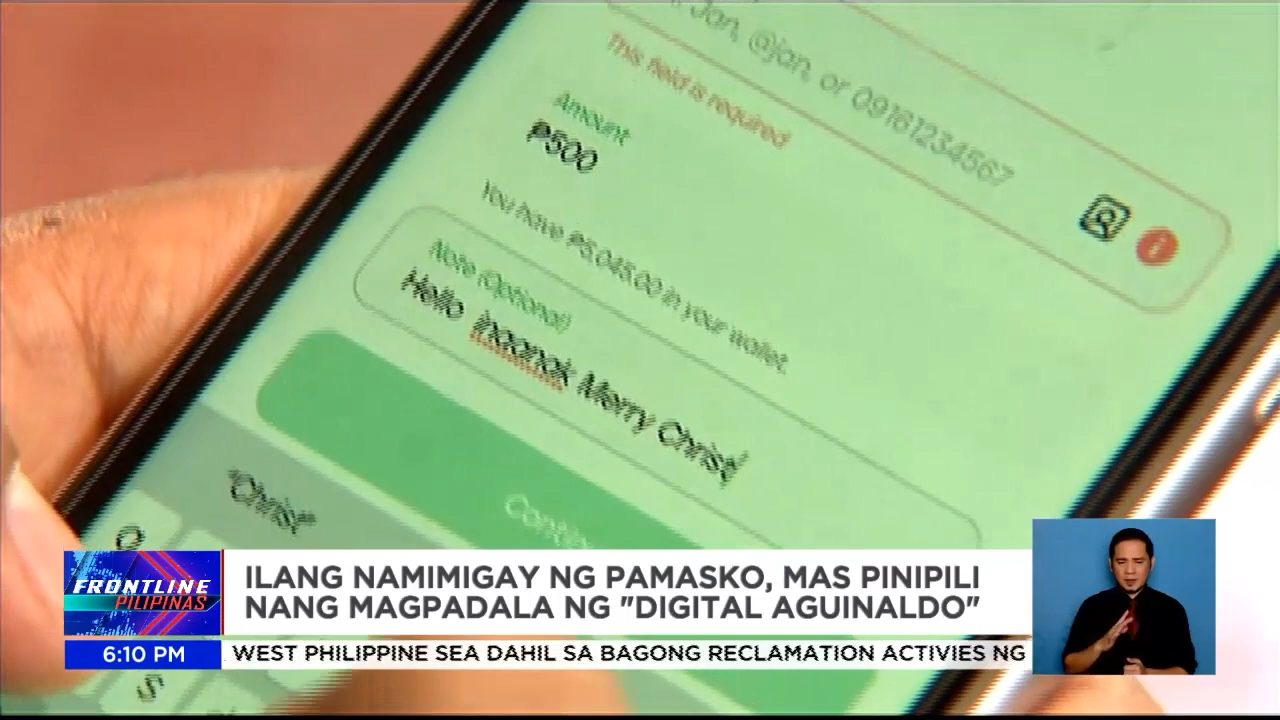 Jan, @jan, or 09161234567
This field is required
Amount
₱500
You have ₱5,045.00 in your wallet.
Note (Optional)
Hello Inaanak Merry Christ
"Christ"
S
FRONTLINE
PILIPINAS
ILANG NAMIMIGAY NG PAMASKO, MAS PINIPILI
NANG MAGPADALA NG "DIGITAL AGUINALDO"
6:10 PM
WEST PHILIPPINE SEA DAHIL SA BAGONG RECLAMATION ACTIVIES NG